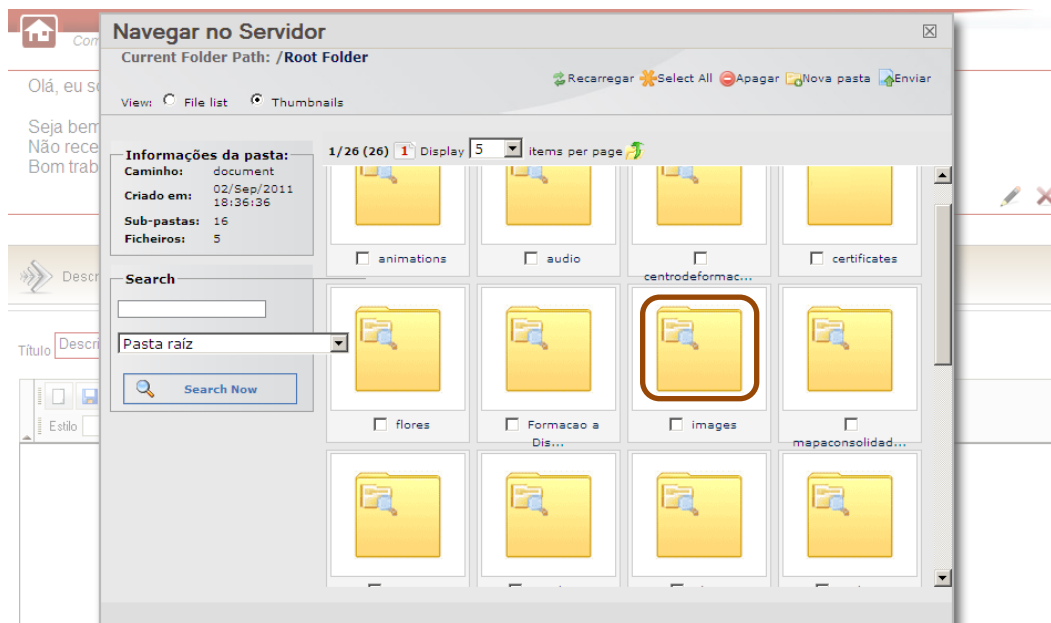 Navegar no Servidor
Com
Current Folder Path: /Root Folder
Recarregar Select All Apagar Nova pasta Enviar
Olá, eu s
View: File list Thumbnails
Seja bem
Não rece
Bom trab
Informações da pasta:
Caminho: document
Criado em: 02/Sep/2011
18:36:36
Sub-pastas: 16
Ficheiros: 5
1/26 (26) 1 Display 5 items per page
animations
audio
centrodeformac...
certificates
Descr
Search
Título Descri
Pasta raíz
Search Now
Estilo
flores
Formacao a
Dis...
images
mapaconsolidad...